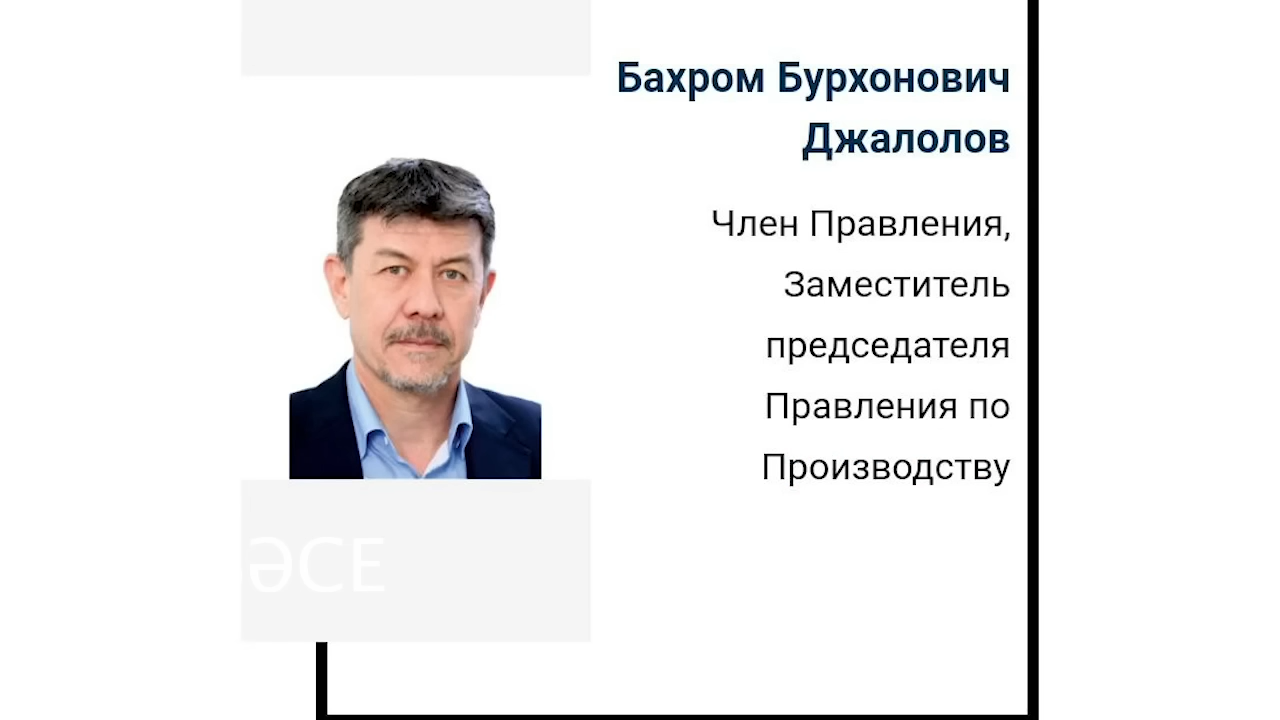 Бахром Бурхонович
Джалолов
Член Правления,
Заместитель
председателя
Правления по
Производству
ӘСЕ